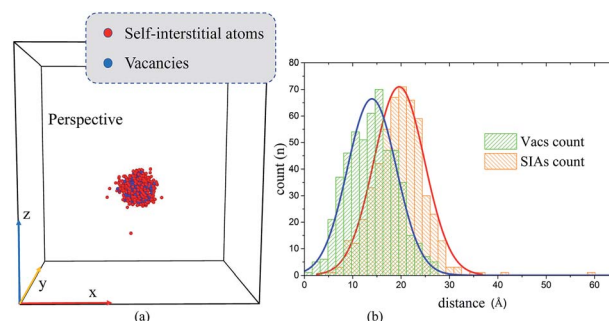 Self-interstitial atoms
Vacancies
Perspective
z
y
x
(a)
80
70
60
50
40
30
20
10
0
count (n)
Vacs count
SIAs count
0 10 20 30 40 50 60
distance (Å)
(b)